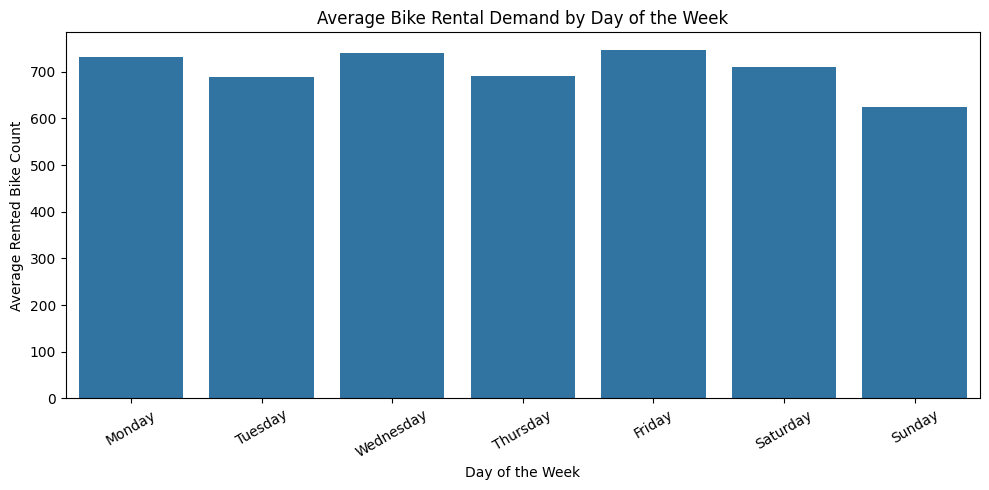 Average Bike Rental Demand by Day of the Week
Average Rented Bike Count
700
600
500
400
300
200
100
0
Monday
Tuesday
Wednesday
Thursday
Friday
Saturday
Sunday
Day of the Week